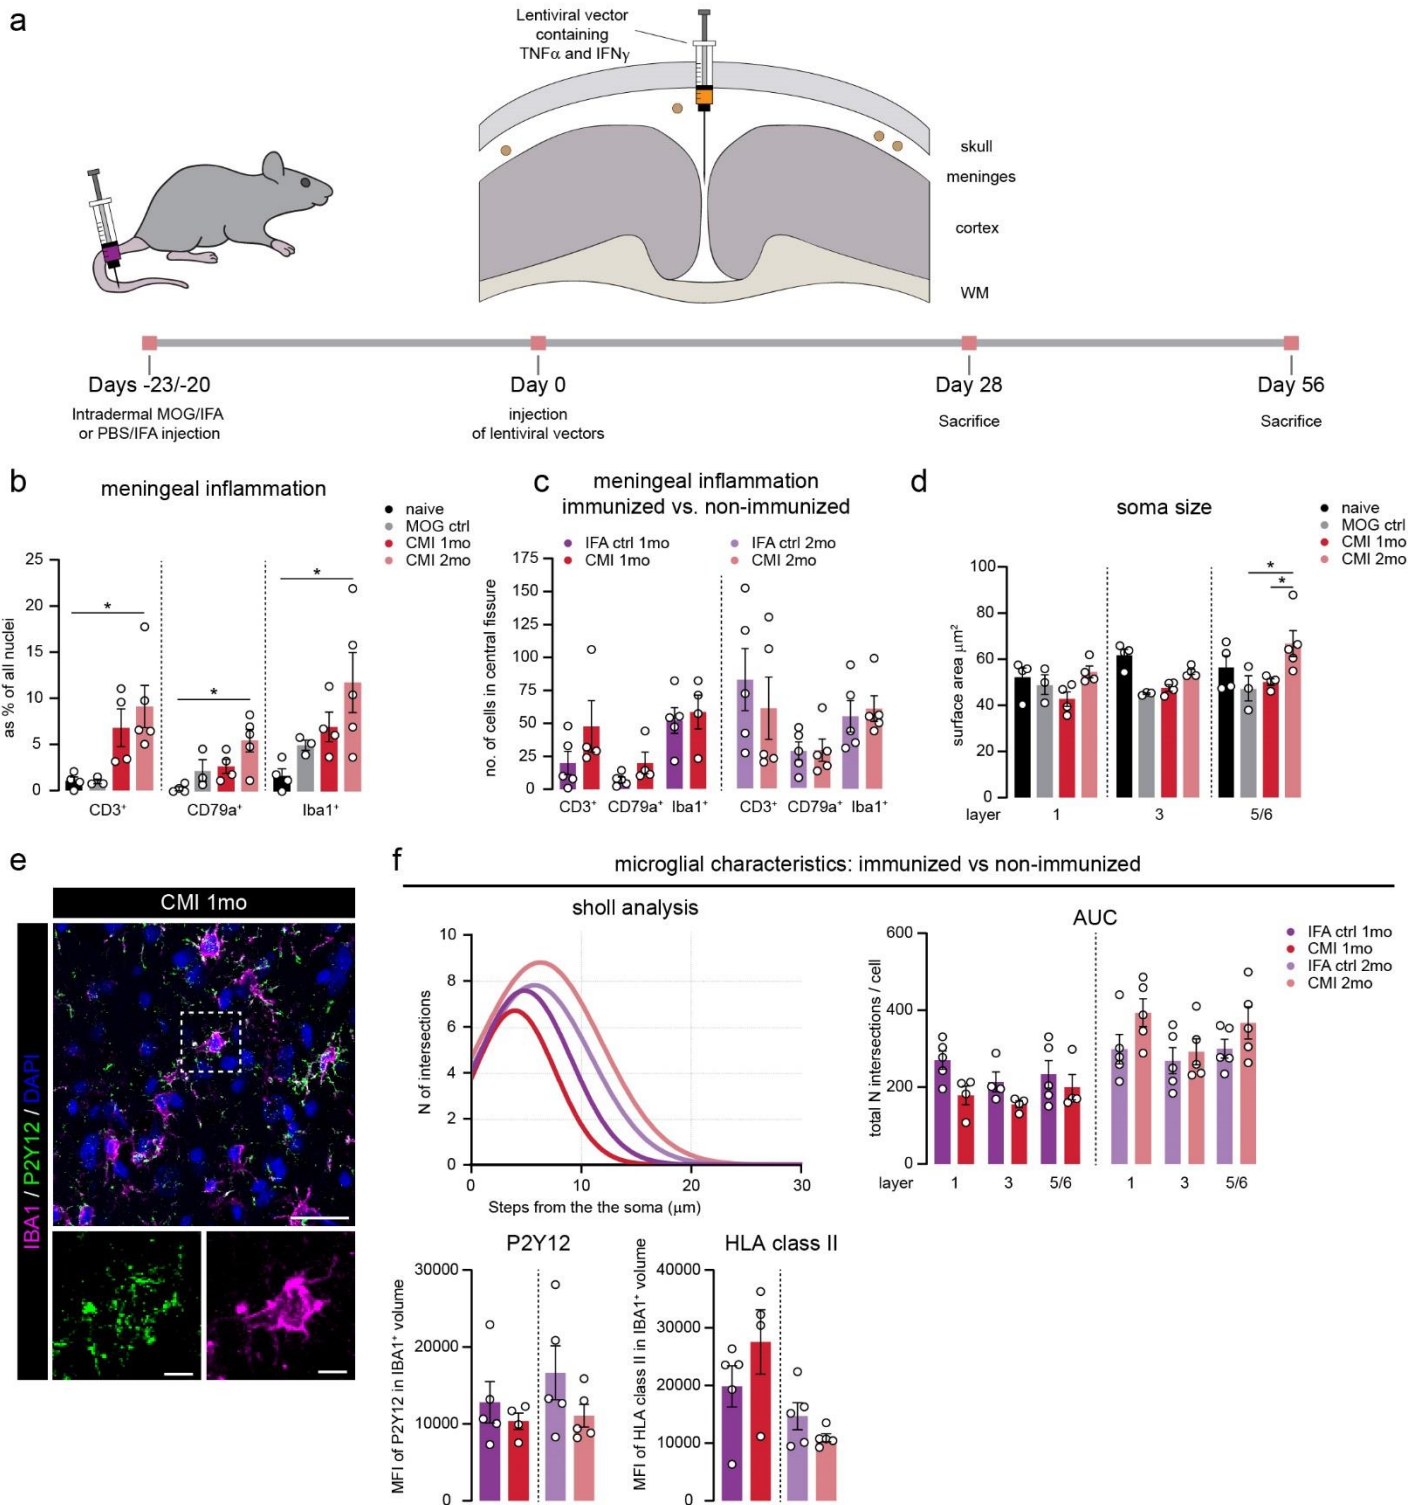 a
Lentiviral vector
containing
TNFα and IFNγ
skull
meninges
cortex
WM
Days -23/-20
Intradermal MOG/IFA
or PBS/IFA injection
Day 0
injection
of lentiviral vectors
Day 28
Sacrifice
Day 56
Sacrifice
b
meningeal inflammation
naive
MOG ctrl
CMI 1mo
CMI 2mo
as % of all nuclei
25
20
15
10
5
0
*
*
*
CD3⁺
CD79a⁺
Iba1⁺
c
meningeal inflammation
immunized vs. non-immunized
IFA ctrl 1mo
CMI 1mo
IFA ctrl 2mo
CMI 2mo
no. of cells in central fissure
175
150
125
100
75
50
25
0
CD3⁺ CD79a⁺ Iba1⁺
CD3⁺ CD79a⁺ Iba1⁺
d
soma size
naive
MOG ctrl
CMI 1mo
CMI 2mo
surface area µm²
100
80
60
40
20
0
*
*
layer 1 3 5/6
e
CMI 1mo
IBA1 / P2Y12 / DAPI
f
microglial characteristics: immunized vs non-immunized
sholl analysis
N of intersections
10
8
6
4
2
0
0 10 20 30
Steps from the the soma (µm)
AUC
IFA ctrl 1mo
CMI 1mo
IFA ctrl 2mo
CMI 2mo
total N intersections / cell
600
400
200
0
layer 1 3 5/6 1 3 5/6
P2Y12
MFI of P2Y12 in IBA1⁺ volume
30000
20000
10000
0
HLA class II
MFI of HLA class II in IBA1⁺ volume
40000
30000
20000
10000
0